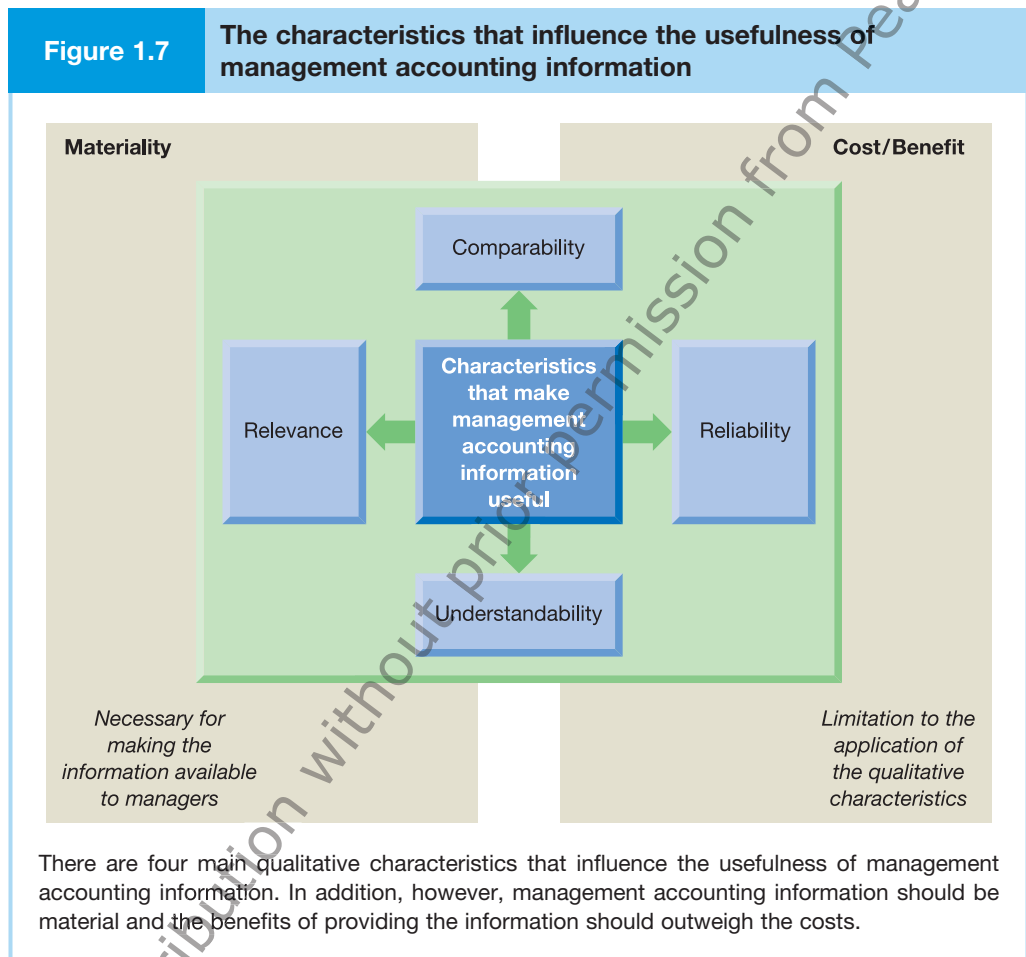 Figure 1.7
The characteristics that influence the usefulness of
management accounting information
Materiality
Cost/Benefit
Comparability
Relevance
Characteristics
that make
management
accounting
information
useful
Reliability
Understandability
Necessary for
making the
information available
to managers
Limitation to the
application of
the qualitative
characteristics
There are four main qualitative characteristics that influence the usefulness of management
accounting information. In addition, however, management accounting information should be
material and the benefits of providing the information should outweigh the costs.
without prior permission from